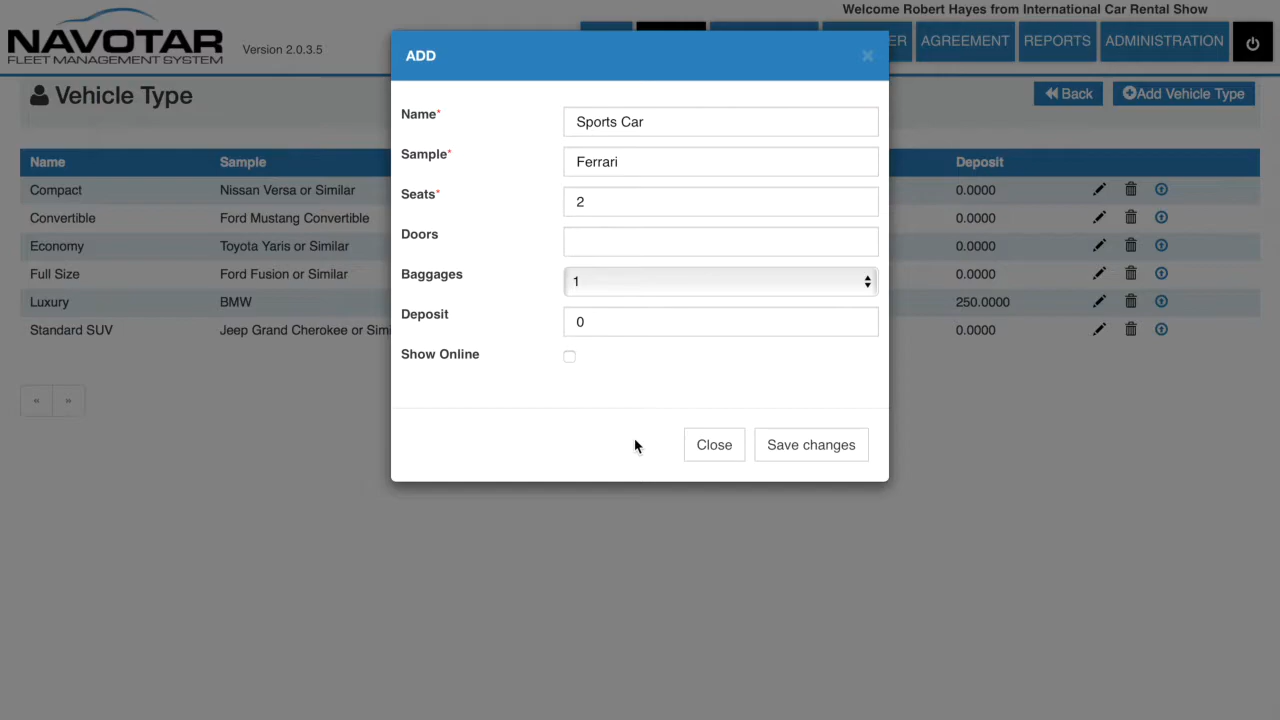 Welcome Robert Hayes from International Car Rental Show
NAVOTAR
FLEET MANAGEMENT SYSTEM
Version 2.0.3.5
AGREEMENT
REPORTS
ADMINISTRATION
Vehicle Type
Back
Add Vehicle Type
Name Sample Deposit
Compact Nissan Versa or Similar 0.0000
Convertible Ford Mustang Convertible 0.0000
Economy Toyota Yaris or Similar 0.0000
Full Size Ford Fusion or Similar 0.0000
Luxury BMW 250.0000
Standard SUV Jeep Grand Cherokee or Simi 0.0000
« »
ADD
×
Name* Sports Car
Sample* Ferrari
Seats* 2
Doors
Baggages 1
Deposit 0
Show Online
Close Save changes